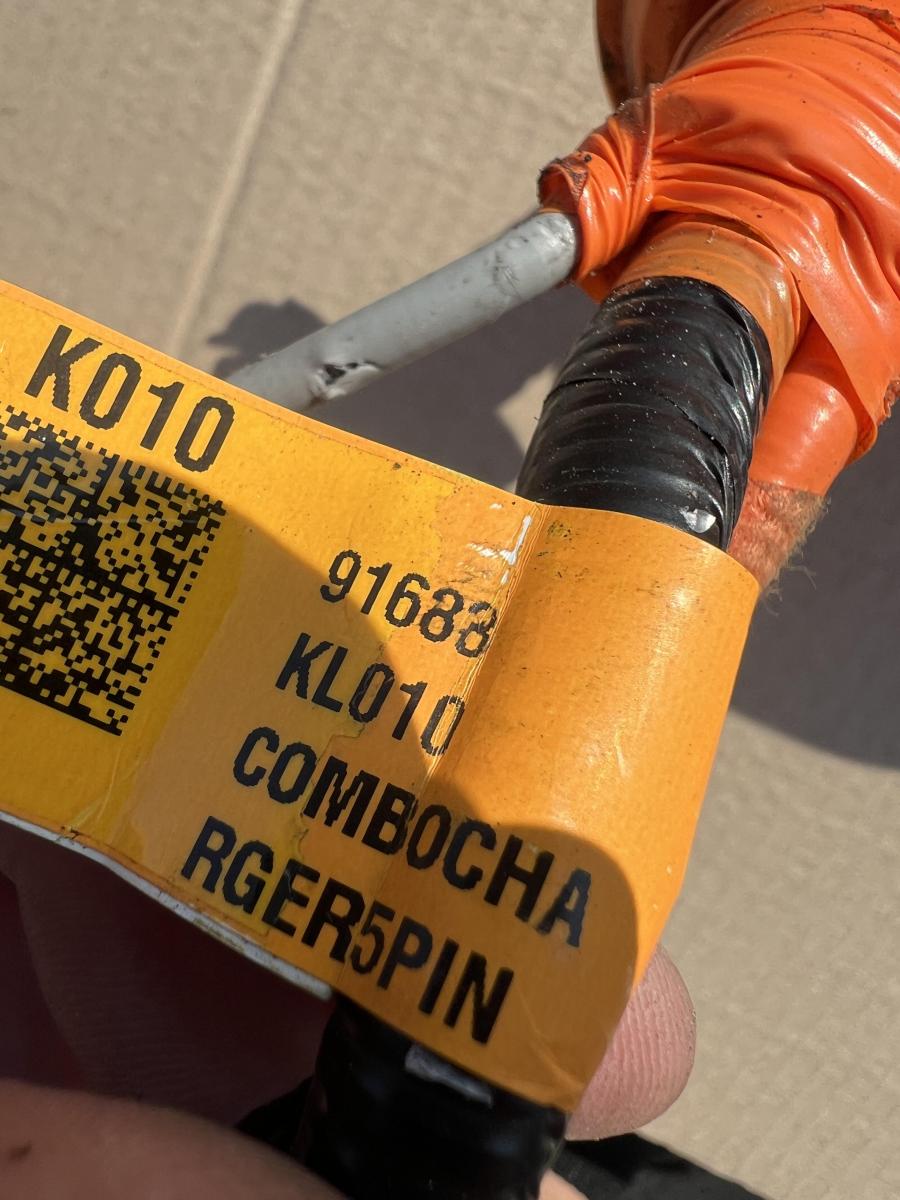 K010
91688
KL010
COMBOCHA
RGER5PIN